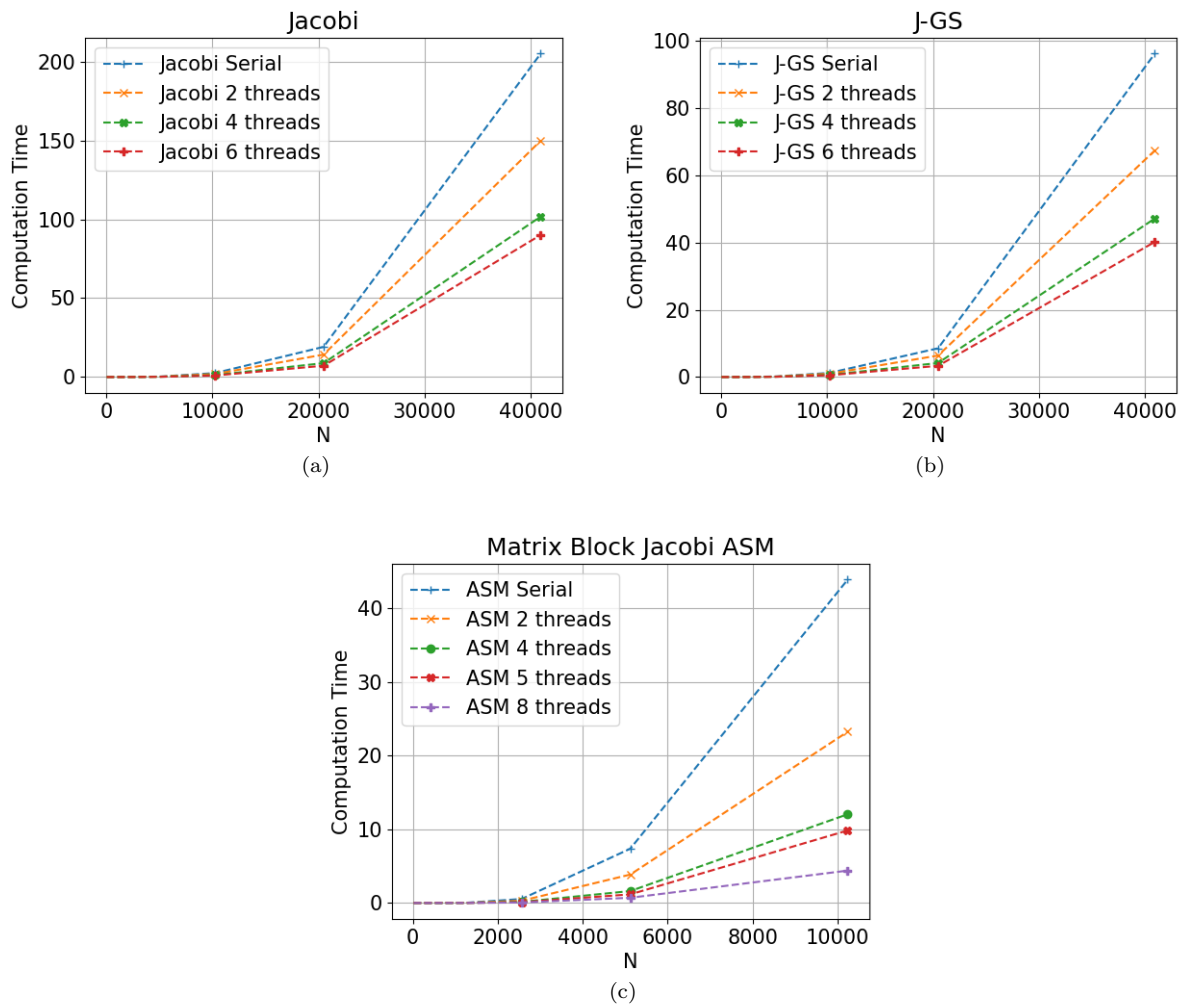 Jacobi
Jacobi Serial
Jacobi 2 threads
Jacobi 4 threads
Jacobi 6 threads
Computation Time
200
150
100
50
0
0 10000 20000 30000 40000
N
(a)
J-GS
J-GS Serial
J-GS 2 threads
J-GS 4 threads
J-GS 6 threads
Computation Time
100
80
60
40
20
0
0 10000 20000 30000 40000
N
(b)
Matrix Block Jacobi ASM
ASM Serial
ASM 2 threads
ASM 4 threads
ASM 5 threads
ASM 8 threads
Computation Time
40
30
20
10
0
0 2000 4000 6000 8000 10000
N
(c)